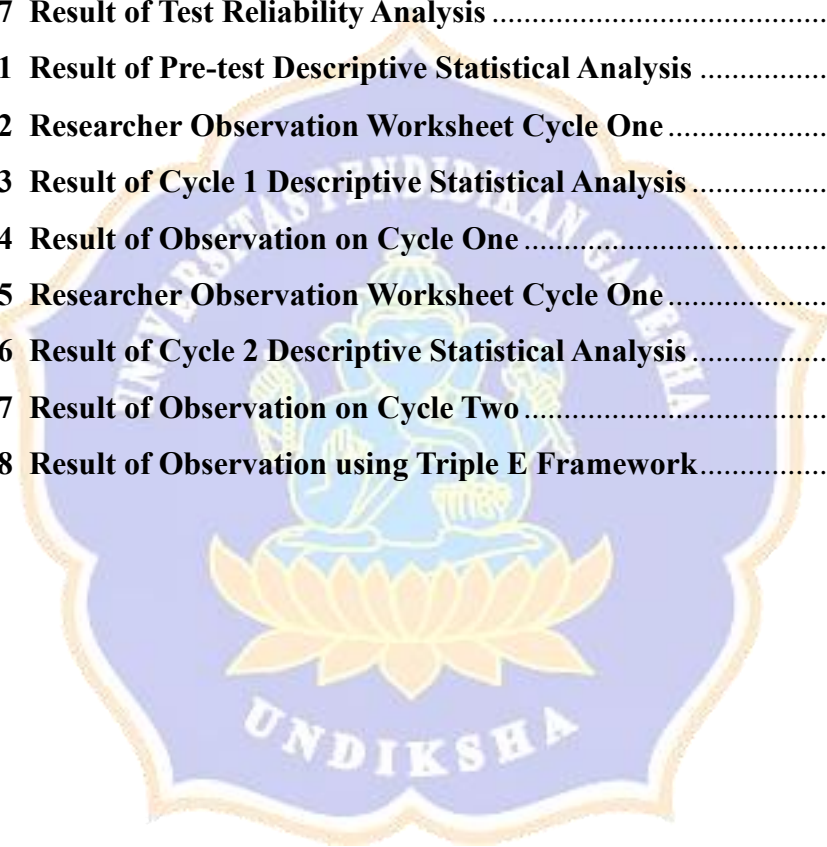 7 Result of Test Reliability Analysis ................................
1 Result of Pre-test Descriptive Statistical Analysis ................
2 Researcher Observation Worksheet Cycle One ................
3 Result of Cycle 1 Descriptive Statistical Analysis ................
4 Result of Observation on Cycle One ................................
5 Researcher Observation Worksheet Cycle One ................
6 Result of Cycle 2 Descriptive Statistical Analysis ................
7 Result of Observation on Cycle Two ................................
8 Result of Observation using Triple E Framework ................
UNIVERSITAS PENDIDIKAN GANESHA
UNDIKSHA